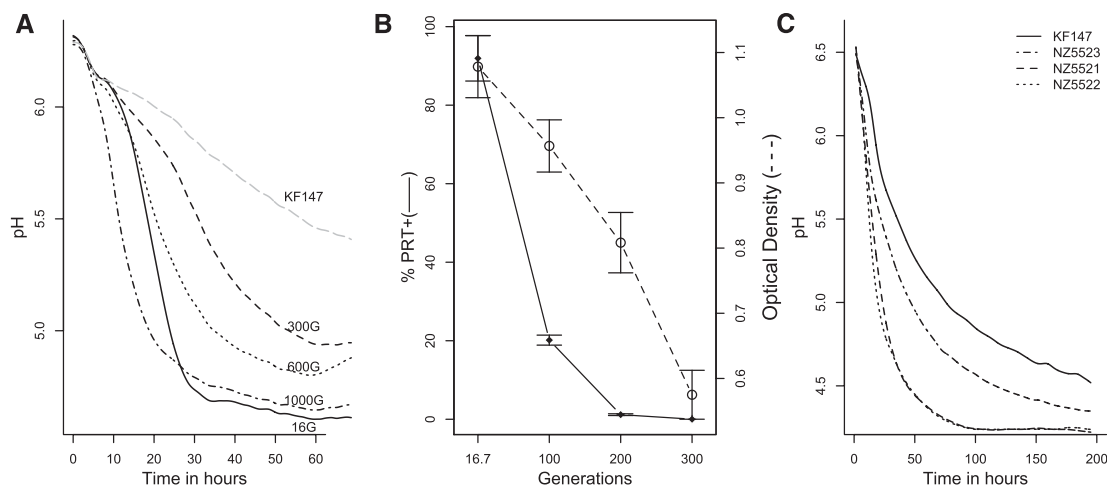 A
pH
6.0
5.5
5.0
KF147
300G
600G
1000G
16G
0 10 20 30 40 50 60
Time in hours
B
% PRT+(——)
100
80
60
40
20
0
1.1
1.0
0.9
0.8
0.7
0.6
Optical Density (- - -)
16.7 100 200 300
Generations
C
KF147
NZ5523
NZ5521
NZ5522
pH
6.5
6.0
5.5
5.0
4.5
0 50 100 150 200
Time in hours